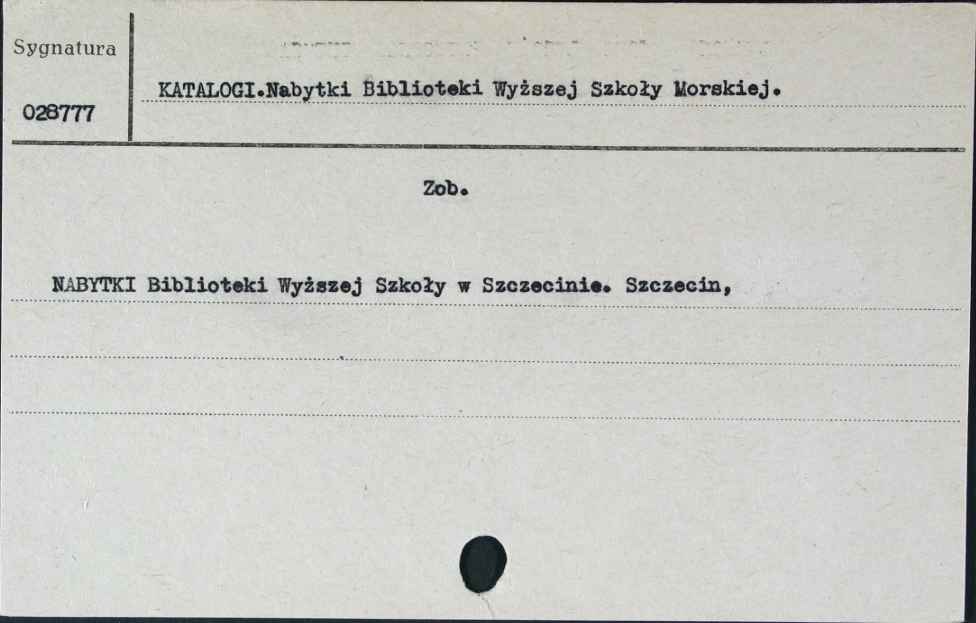 Sygnatura
KATALOGI.Nabytki Biblioteki Wyższej Szkoły Morskiej.
028777
Zob.
NABYTKI Biblioteki Wyższej Szkoły w Szczecinie. Szczecin,